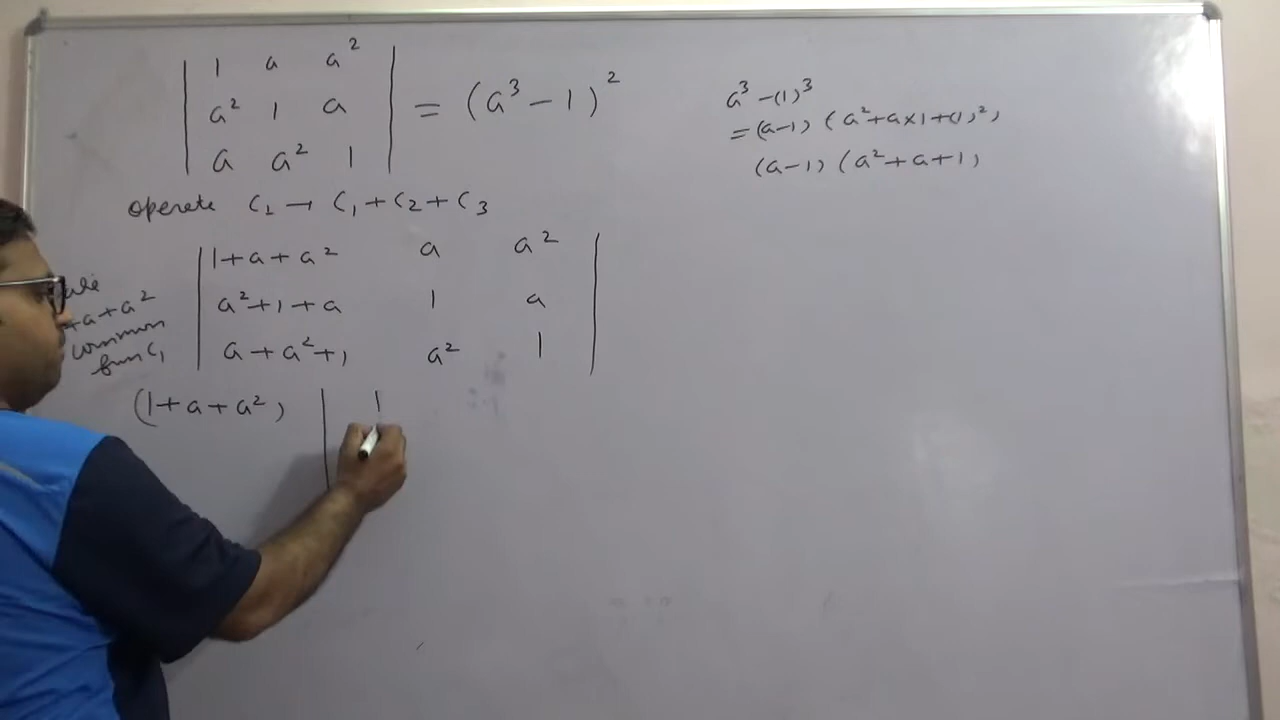 | 1 a a² |
| a² 1 a | = (a³ – 1)²
| a a² 1 |
a³ – (1)³
= (a–1) (a²+a×1+(1)²)
(a–1) (a²+a+1)
operete C₁ → C₁ + C₂ + C₃
| 1+a+a² a a² |
| a²+1+a 1 a |
| a+a²+1 a² 1 |
+a+a²
common
from C₁
(1+a+a²) | 1